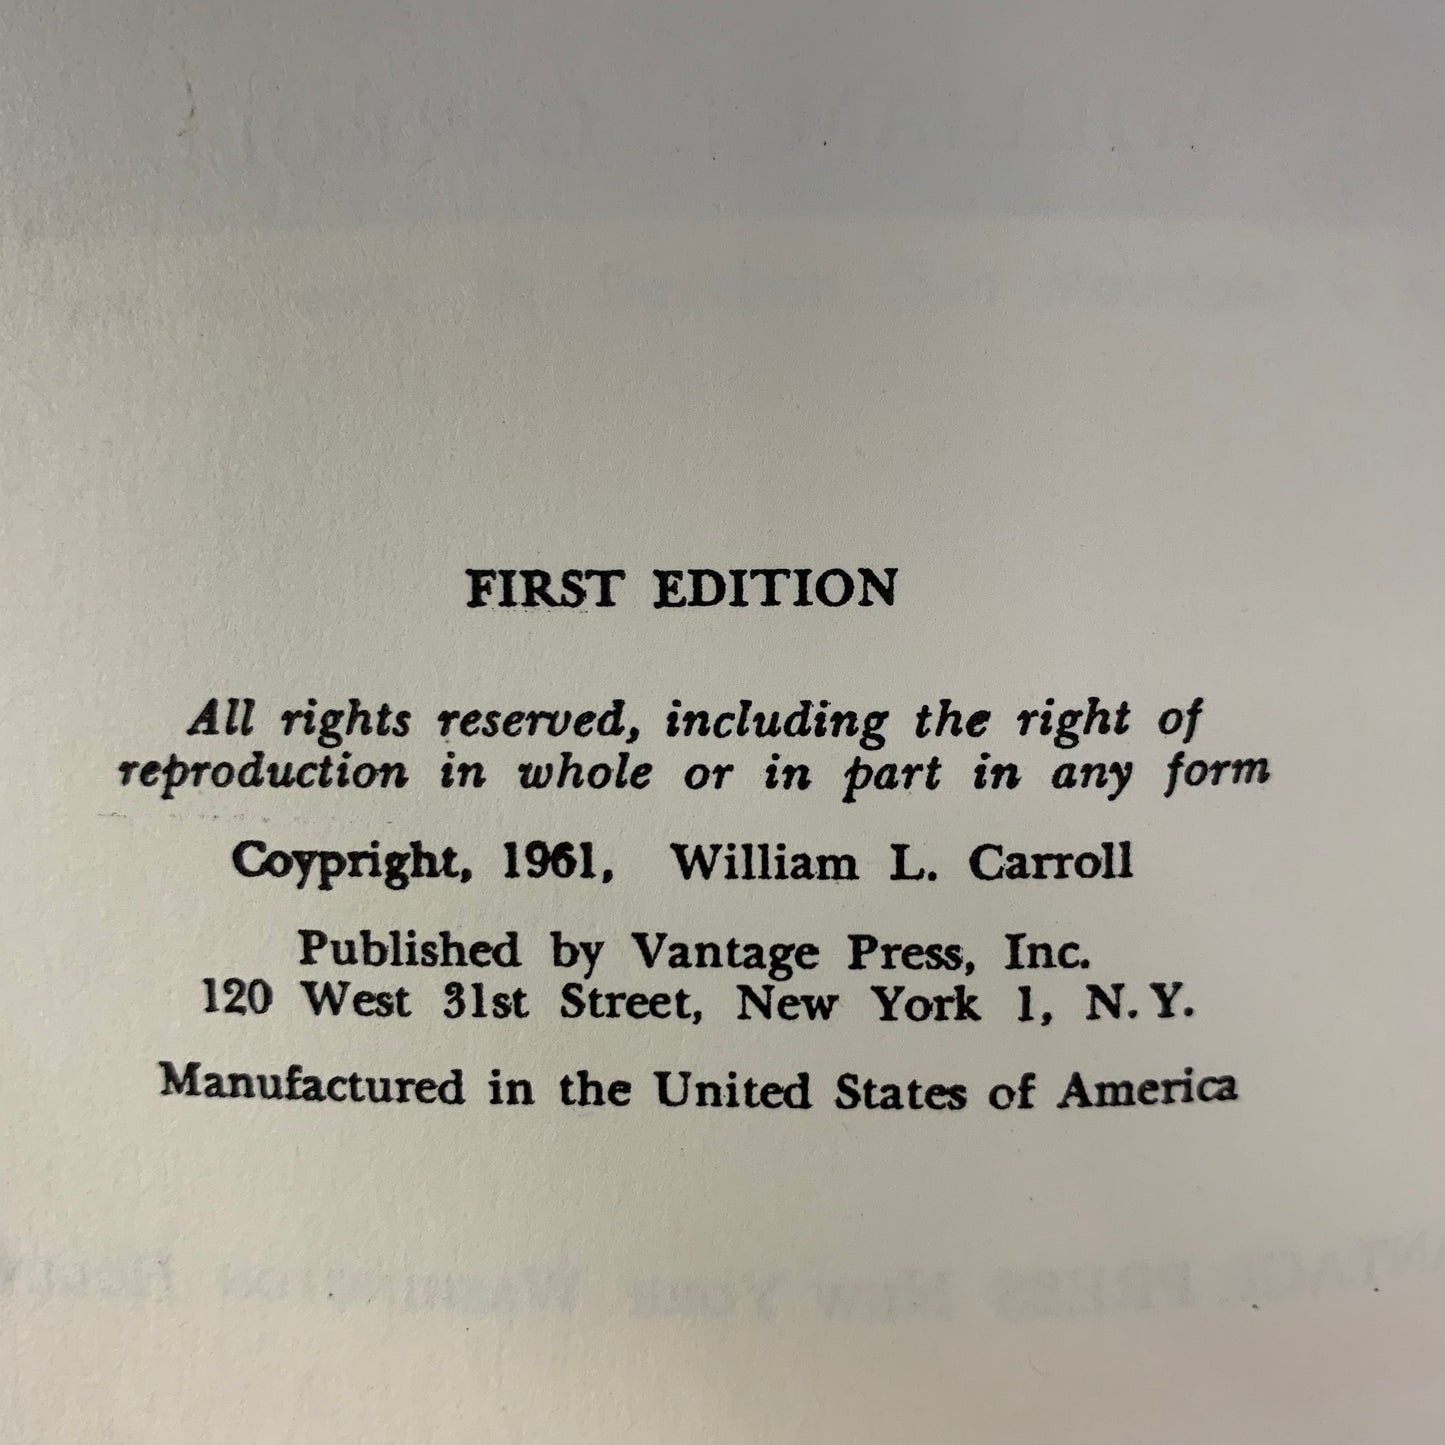 FIRST EDITION
All rights reserved, including the right of
reproduction in whole or in part in any form
Coypright, 1961, William L. Carroll
Published by Vantage Press, Inc.
120 West 31st Street, New York 1, N. Y.
Manufactured in the United States of America